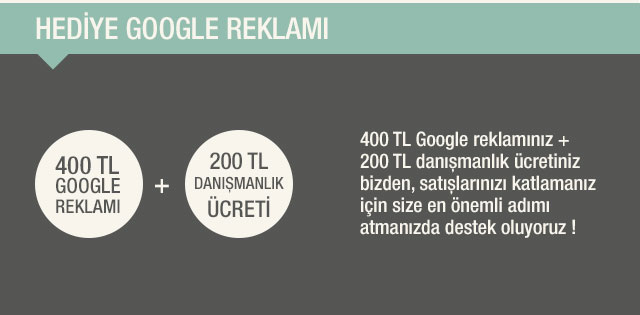 HEDİYE GOOGLE REKLAMI
400 TL
GOOGLE
REKLAMI
+
200 TL
DANIŞMANLIK
ÜCRETİ
400 TL Google reklamınız +
200 TL danışmanlık ücretiniz
bizden, satışlarınızı katlamanız
için size en önemli adımı
atmanızda destek oluyoruz !